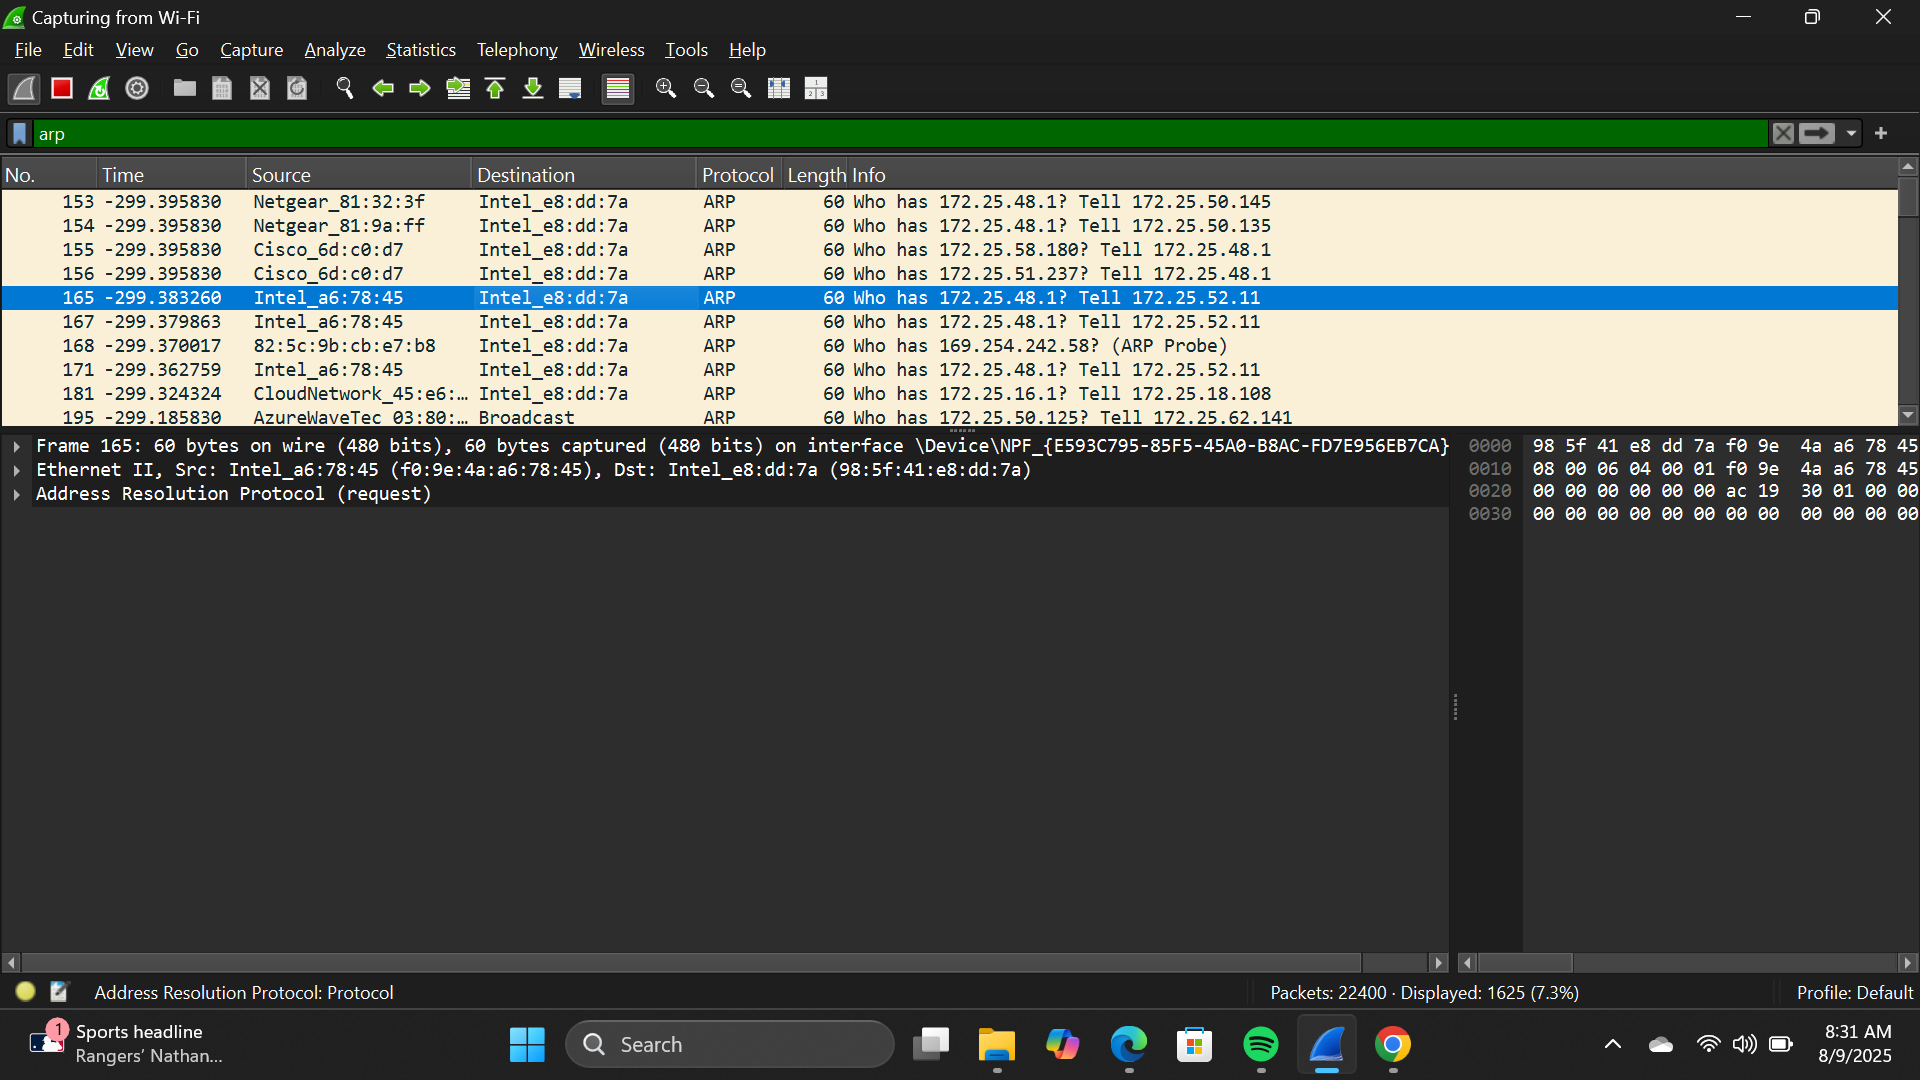 Capturing from Wi-Fi
File Edit View Go Capture Analyze Statistics Telephony Wireless Tools Help
arp
No. Time Source Destination Protocol Length Info
153 -299.395830 Netgear_81:32:3f Intel_e8:dd:7a ARP 60 Who has 172.25.48.1? Tell 172.25.50.145
154 -299.395830 Netgear_81:9a:ff Intel_e8:dd:7a ARP 60 Who has 172.25.48.1? Tell 172.25.50.135
155 -299.395830 Cisco_6d:c0:d7 Intel_e8:dd:7a ARP 60 Who has 172.25.58.180? Tell 172.25.48.1
156 -299.395830 Cisco_6d:c0:d7 Intel_e8:dd:7a ARP 60 Who has 172.25.51.237? Tell 172.25.48.1
165 -299.383260 Intel_a6:78:45 Intel_e8:dd:7a ARP 60 Who has 172.25.48.1? Tell 172.25.52.11
167 -299.379863 Intel_a6:78:45 Intel_e8:dd:7a ARP 60 Who has 172.25.48.1? Tell 172.25.52.11
168 -299.370017 82:5c:9b:cb:e7:b8 Intel_e8:dd:7a ARP 60 Who has 169.254.242.58? (ARP Probe)
171 -299.362759 Intel_a6:78:45 Intel_e8:dd:7a ARP 60 Who has 172.25.48.1? Tell 172.25.52.11
181 -299.324324 CloudNetwork_45:e6:… Intel_e8:dd:7a ARP 60 Who has 172.25.16.1? Tell 172.25.18.108
195 -299.185830 AzureWaveTec_03:80:… Broadcast ARP 60 Who has 172.25.50.125? Tell 172.25.62.141
Frame 165: 60 bytes on wire (480 bits), 60 bytes captured (480 bits) on interface \Device\NPF_{E593C795-85F5-45A0-B8AC-FD7E956EB7CA}
Ethernet II, Src: Intel_a6:78:45 (f0:9e:4a:a6:78:45), Dst: Intel_e8:dd:7a (98:5f:41:e8:dd:7a)
Address Resolution Protocol (request)
0000 98 5f 41 e8 dd 7a f0 9e 4a a6 78 45
0010 08 00 06 04 00 01 f0 9e 4a a6 78 45
0020 00 00 00 00 00 00 ac 19 30 01 00 00
0030 00 00 00 00 00 00 00 00 00 00 00 00
Address Resolution Protocol: Protocol
Packets: 22400 · Displayed: 1625 (7.3%)
Profile: Default
1
Sports headline
Rangers' Nathan...
Search
8:31 AM
8/9/2025